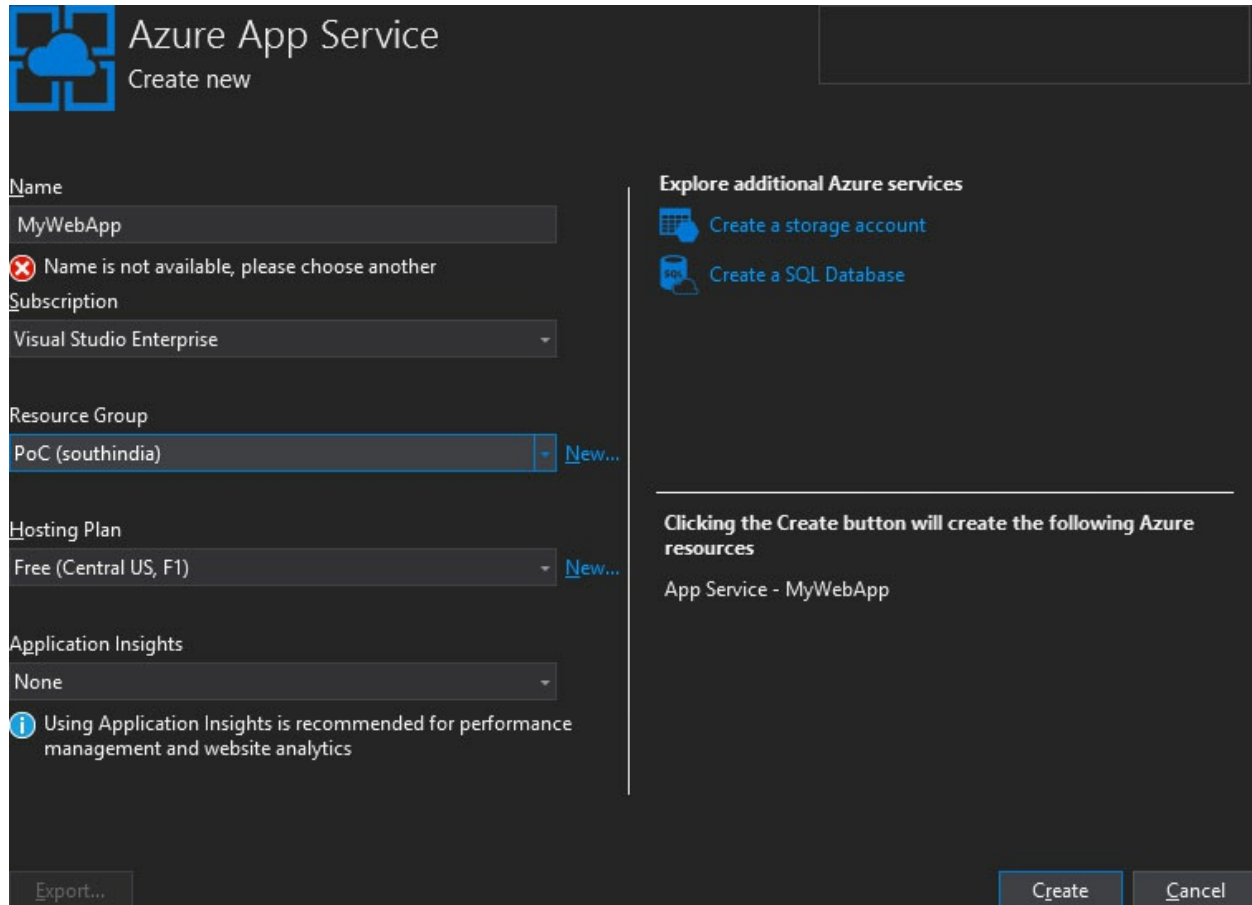 Azure App Service
Create new
Name
MyWebApp
Name is not available, please choose another
Subscription
Visual Studio Enterprise
Resource Group
PoC (southindia)
New...
Hosting Plan
Free (Central US, F1)
New...
Application Insights
None
Using Application Insights is recommended for performance
management and website analytics
Explore additional Azure services
Create a storage account
SQL
Create a SQL Database
Clicking the Create button will create the following Azure
resources
App Service - MyWebApp
Export...
Create
Cancel